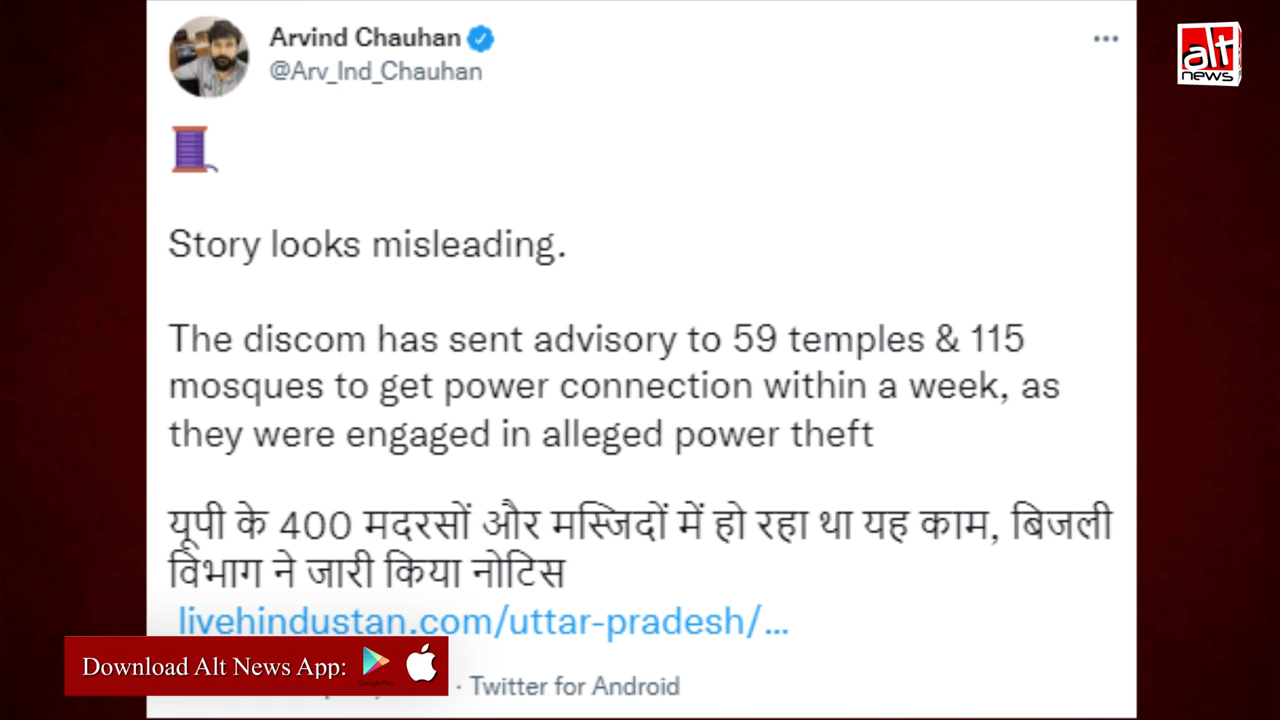 Arvind Chauhan
@Arv_Ind_Chauhan
alt
news
Story looks misleading.
The discom has sent advisory to 59 temples & 115
mosques to get power connection within a week, as
they were engaged in alleged power theft
यूपी के 400 मदरसों और मस्जिदों में हो रहा था यह काम, बिजली
विभाग ने जारी किया नोटिस
livehindustan.com/uttar-pradesh/...
Download Alt News App:
· Twitter for Android